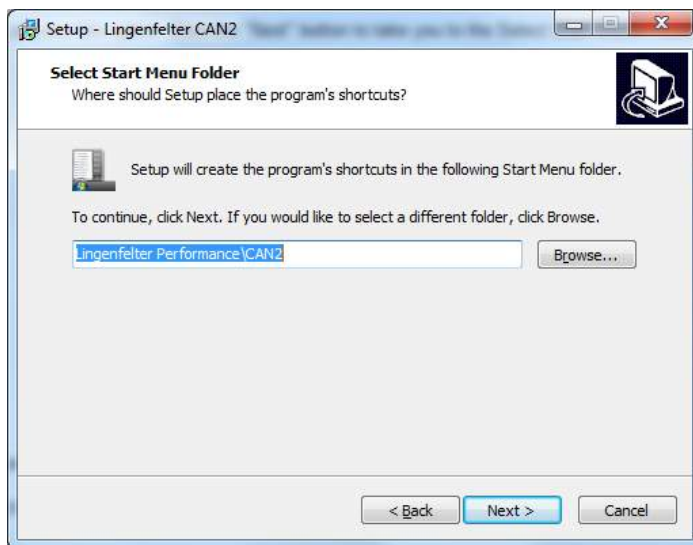 Setup - Lingenfelter CAN2
Select Start Menu Folder
Where should Setup place the program's shortcuts?
Setup will create the program's shortcuts in the following Start Menu folder.
To continue, click Next. If you would like to select a different folder, click Browse.
Lingenfelter Performance\CAN2
Browse...
< Back
Next >
Cancel